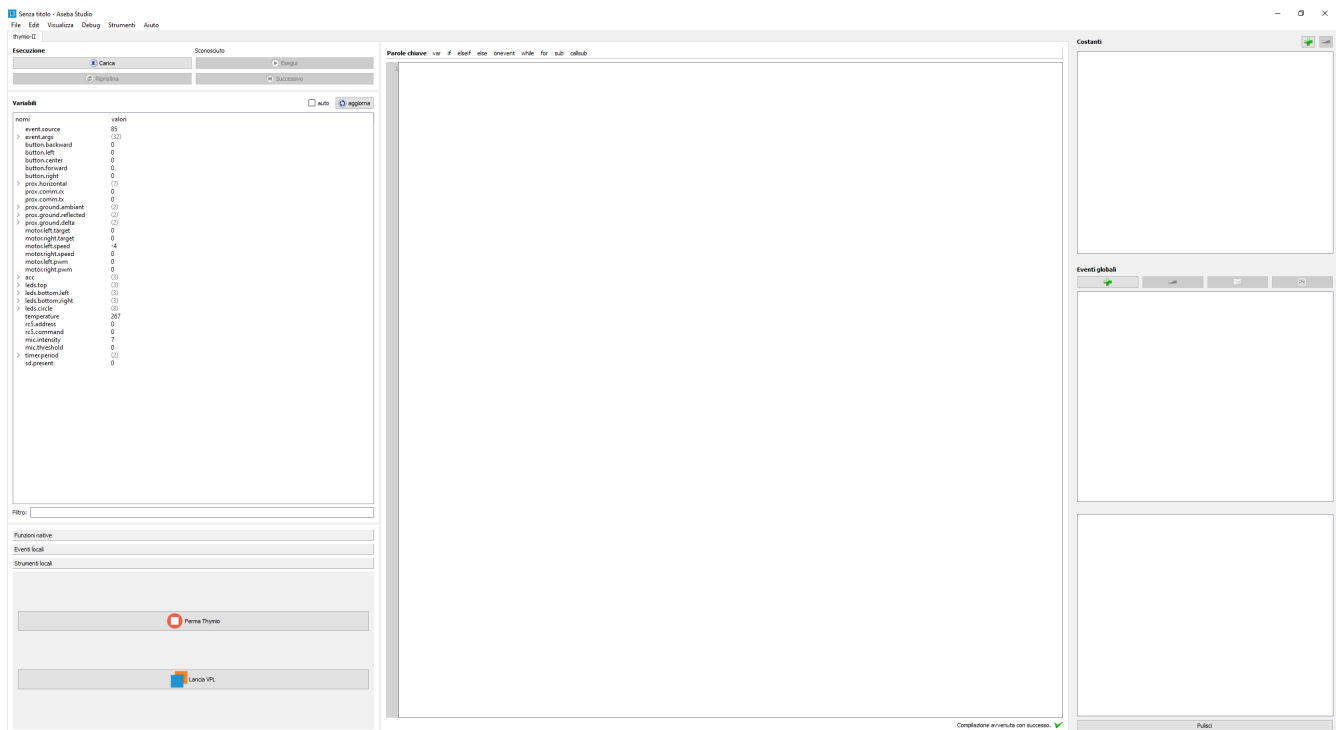 Senza titolo - Aseba Studio
File Edit Visualizza Debug Strumenti Aiuto
thymio-II
Esecuzione Sconosciuto
Carica Esegui
Ripristina Successivo
Variabili auto aggiorna
nomi valori
event.source 85
event.args (32)
button.backward 0
button.left 0
button.center 0
button.forward 0
button.right 0
prox.horizontal (7)
prox.comm.rx 0
prox.comm.tx 0
prox.ground.ambiant (2)
prox.ground.reflected (2)
prox.ground.delta (2)
motor.left.target 0
motor.right.target 0
motor.left.speed -4
motor.right.speed 0
motor.left.pwm 0
motor.right.pwm 0
acc (3)
leds.top (3)
leds.bottom.left (3)
leds.bottom.right (3)
leds.circle (8)
temperature 267
rc5.address 0
rc5.command 0
mic.intensity 7
mic.threshold 0
timer.period (2)
sd.present 0
Filtro:
Funzioni native
Eventi locali
Strumenti locali
Ferma Thymio
Lancia VPL
Parole chiave var if elseif else onevent while for sub callsub
1
Compilazione avvenuta con successo.
Costanti
Eventi globali
Pulisci